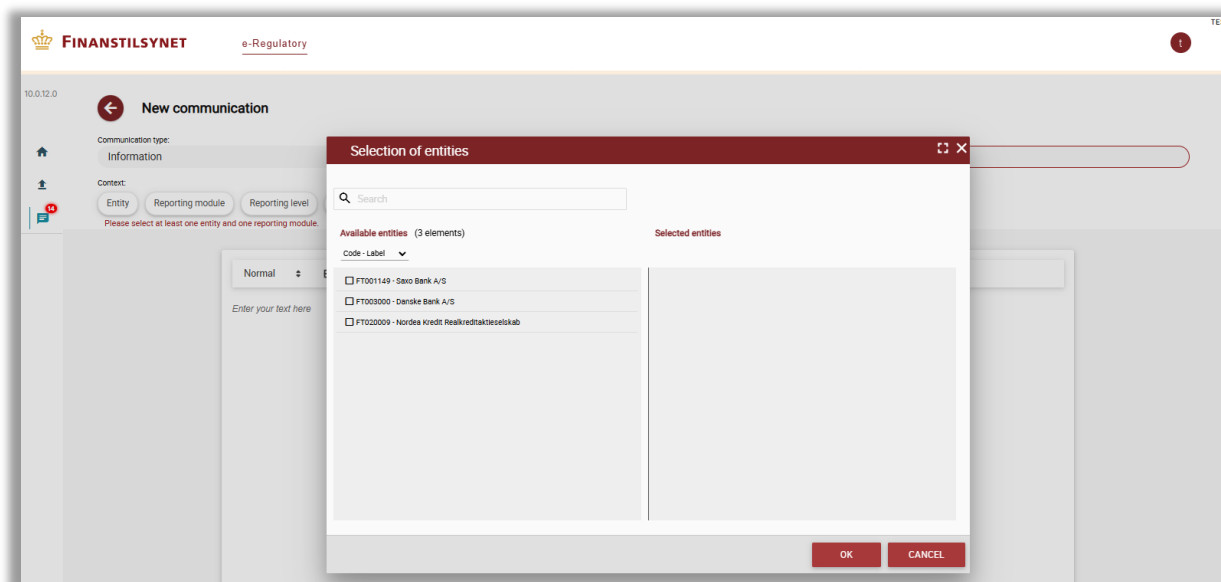 TE
FINANSTILSYNET
e-Regulatory
t
10.0.12.0
New communication
Communication type:
Information
Selection of entities
Context:
Entity
Reporting module
Reporting level
14
Please select at least one entity and one reporting module.
Search
Available entities (3 elements)
Selected entities
Code - Label
Normal
FT001149 - Saxo Bank A/S
FT003000 - Danske Bank A/S
FT020009 - Nordea Kredit Realkreditaktieselskab
Enter your text here
OK
CANCEL